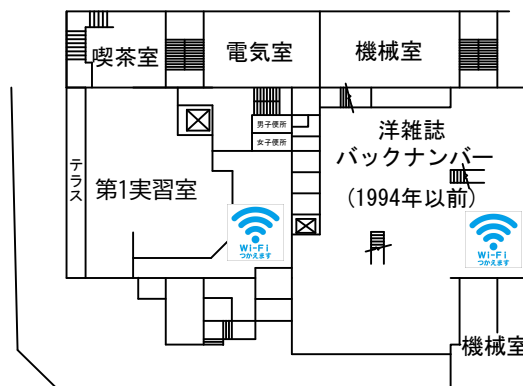 喫茶室
電気室
機械室
男子便所
女子便所
洋雑誌
バックナンバー
(1994年以前)
テラス
第1実習室
Wi-Fi
つかえます
Wi-Fi
つかえます
機械室